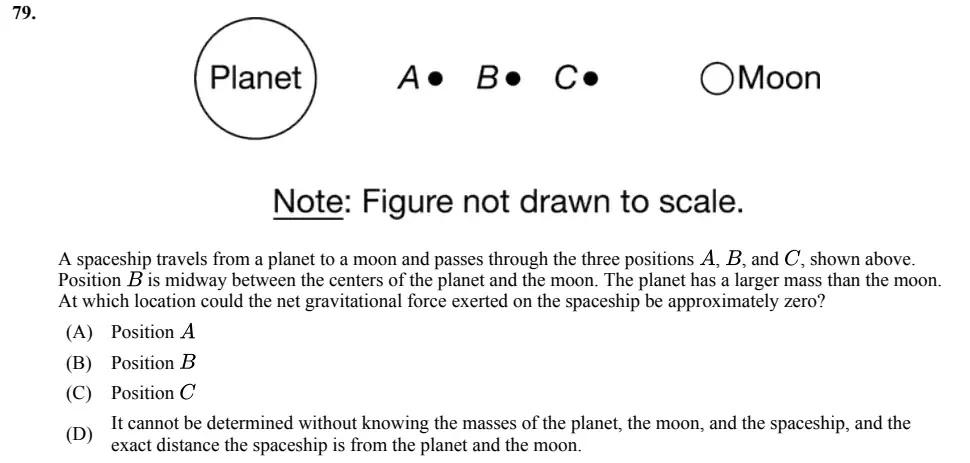 79.
Planet A B C Moon
Note: Figure not drawn to scale.
A spaceship travels from a planet to a moon and passes through the three positions A, B, and C, shown above.
Position B is midway between the centers of the planet and the moon. The planet has a larger mass than the moon.
At which location could the net gravitational force exerted on the spaceship be approximately zero?
(A) Position A
(B) Position B
(C) Position C
(D) It cannot be determined without knowing the masses of the planet, the moon, and the spaceship, and the
exact distance the spaceship is from the planet and the moon.